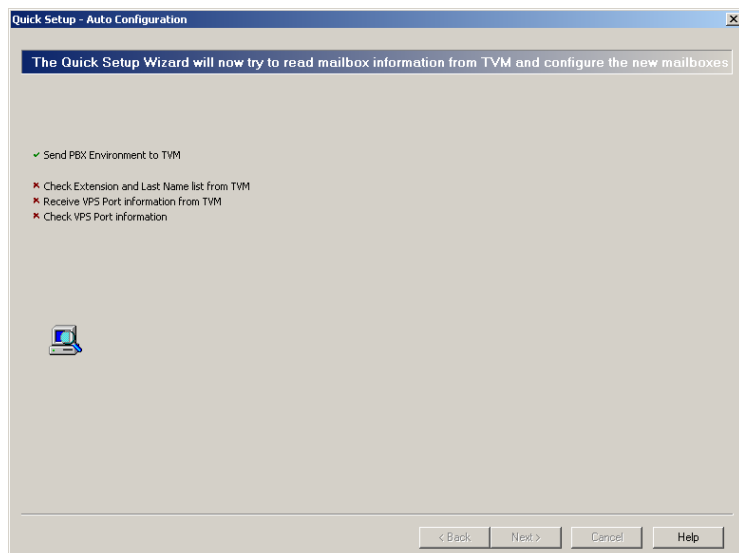 Quick Setup - Auto Configuration
The Quick Setup Wizard will now try to read mailbox information from TVM and configure the new mailboxes
Send PBX Environment to TVM
Check Extension and Last Name list from TVM
Receive VPS Port information from TVM
Check VPS Port information
< Back Next > Cancel Help